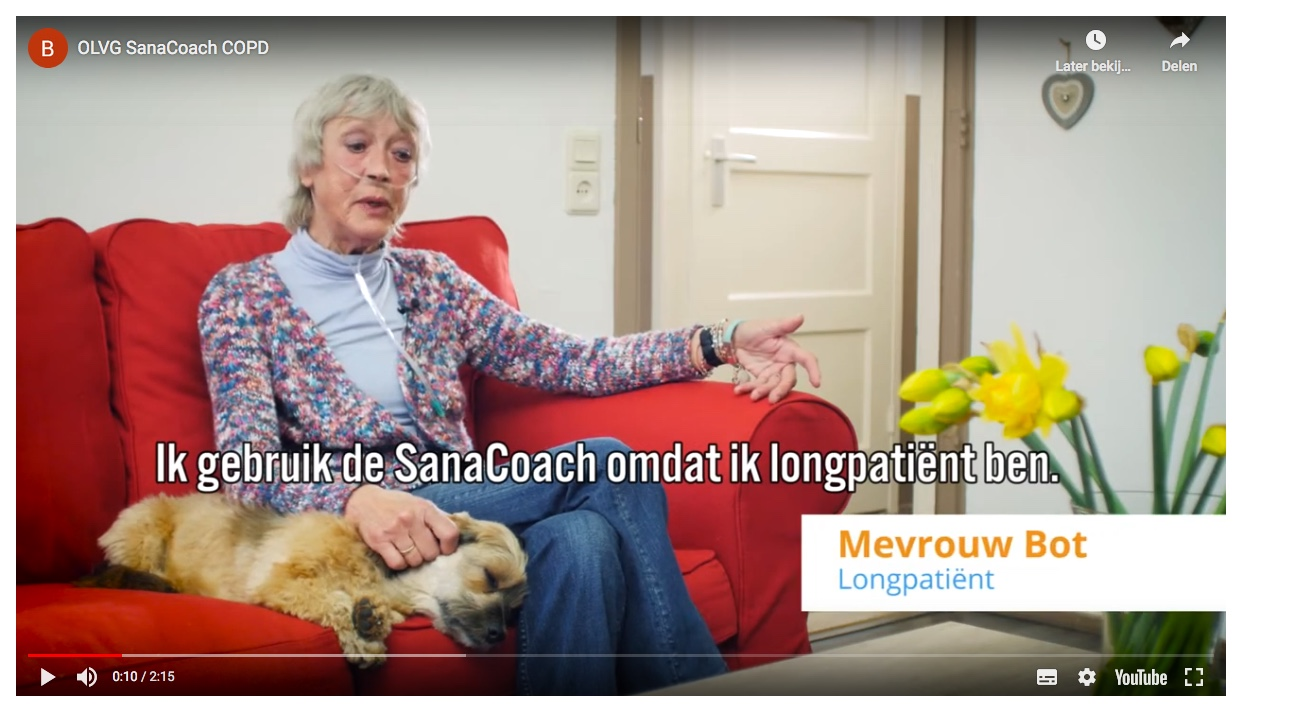 B
OLVG SanaCoach COPD
Later bekij...
Delen
Ik gebruik de SanaCoach omdat ik longpatiënt ben.
Mevrouw Bot
Longpatiënt
0:10 / 2:15
YouTube